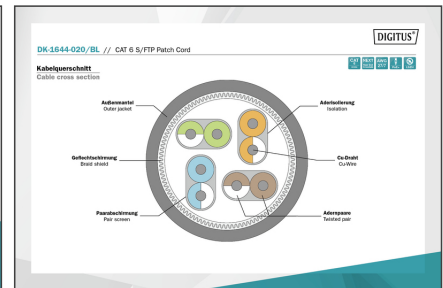 DIGITUS®
DK-1644-020/BL // CAT 6 S/FTP Patch Cord
Kabelquerschnitt
Cable cross section
Außenmantel
Outer jacket
Aderisolierung
Isolation
Geflechtschirmung
Braid shield
Cu-Draht
Cu-Wire
Paarabschirmung
Pair screen
Adernpaare
Twisted pair